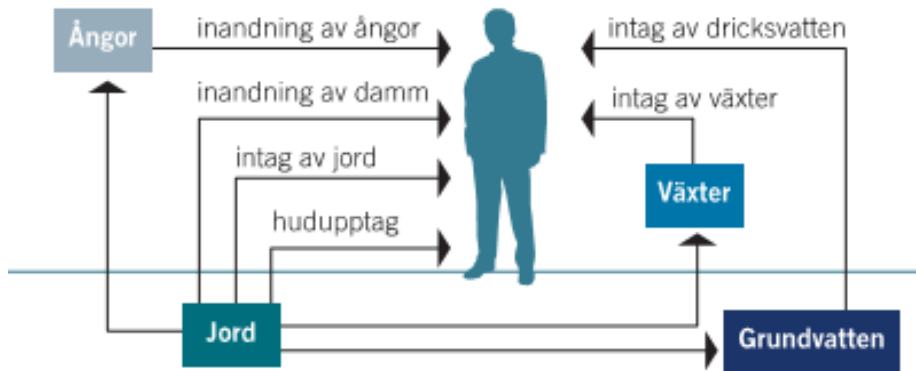 Ångor
inandning av ångor
intag av dricksvatten
inandning av damm
intag av växter
intag av jord
Växter
hudupptag
Jord
Grundvatten